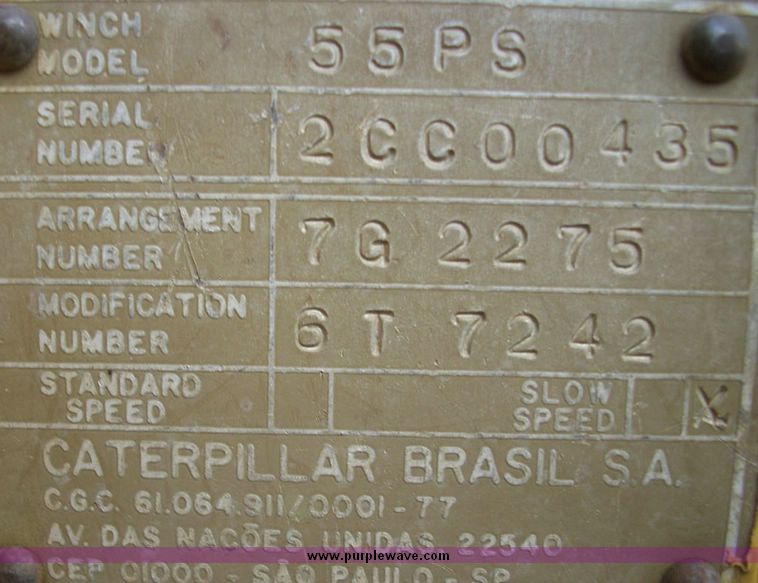 WINCH MODEL 55PS
SERIAL NUMBER 2CC00435
ARRANGEMENT NUMBER 7G 2275
MODIFICATION NUMBER 6T 7242
STANDARD SPEED SLOW SPEED X
CATERPILLAR BRASIL S.A.
C.G.C. 61.064.911/0001-77
AV. DAS NAÇÕES UNIDAS 22540
www.purplewave.com
CEP 01000 - SÃO PAULO - SP